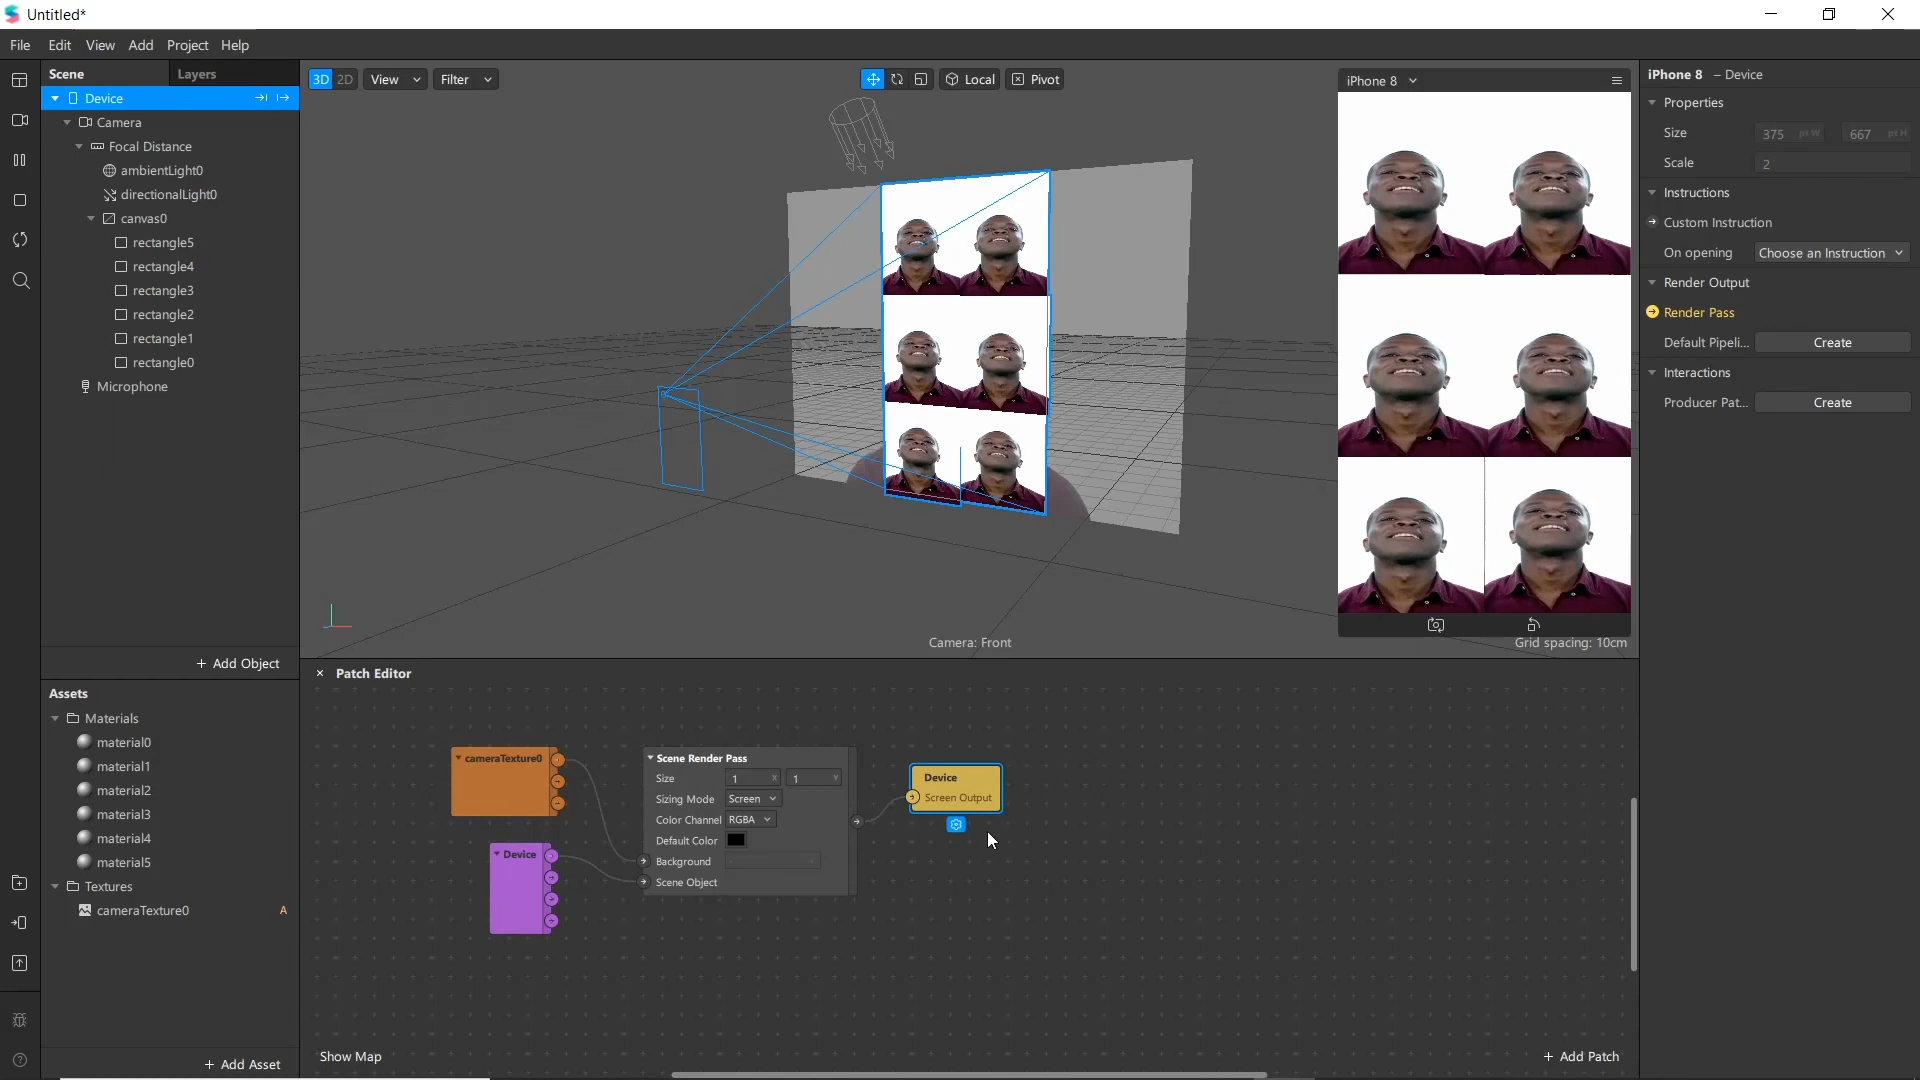 Untitled*
File Edit View Add Project Help
Scene
Layers
Device
Camera
Focal Distance
ambientLight0
directionalLight0
canvas0
rectangle5
rectangle4
rectangle3
rectangle2
rectangle1
rectangle0
Microphone
+ Add Object
Assets
Materials
material0
material1
material2
material3
material4
material5
Textures
cameraTexture0 A
+ Add Asset
3D 2D View Filter
Local Pivot
iPhone 8
Camera: Front
Grid spacing: 10cm
× Patch Editor
cameraTexture0
Device
Scene Render Pass
Size 1 X 1 Y
Sizing Mode Screen
Color Channel RGBA
Default Color
Background
Scene Object
Device
Screen Output
Show Map
+ Add Patch
iPhone 8 – Device
Properties
Size 375 pt W 667 pt H
Scale 2
Instructions
Custom Instruction
On opening Choose an Instruction
Render Output
Render Pass
Default Pipeli... Create
Interactions
Producer Pat... Create